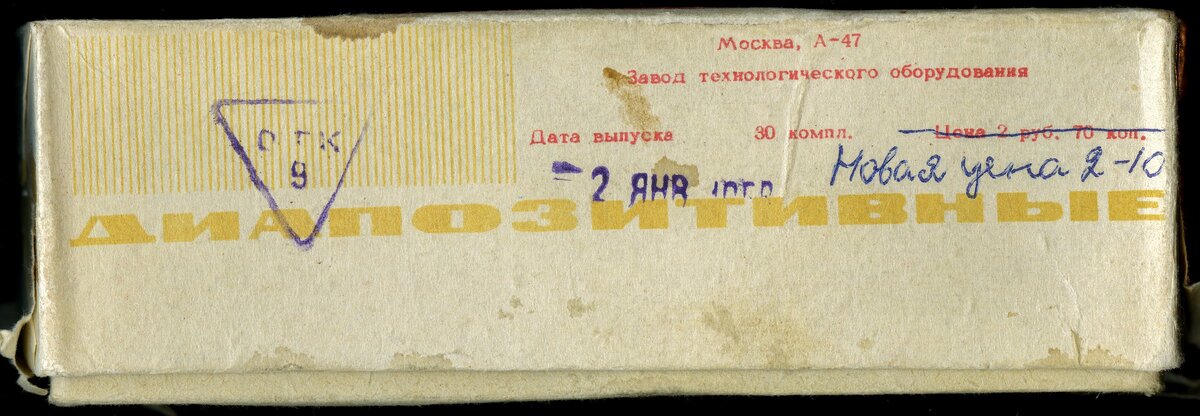 Москва, А-47
Завод технологического оборудования
Дата выпуска 30 компл. Цена 2 руб. 70 коп.
ОТК
9
2 ЯНВ
Новая цена 2-10
ДИАПОЗИТИВНЫЕ